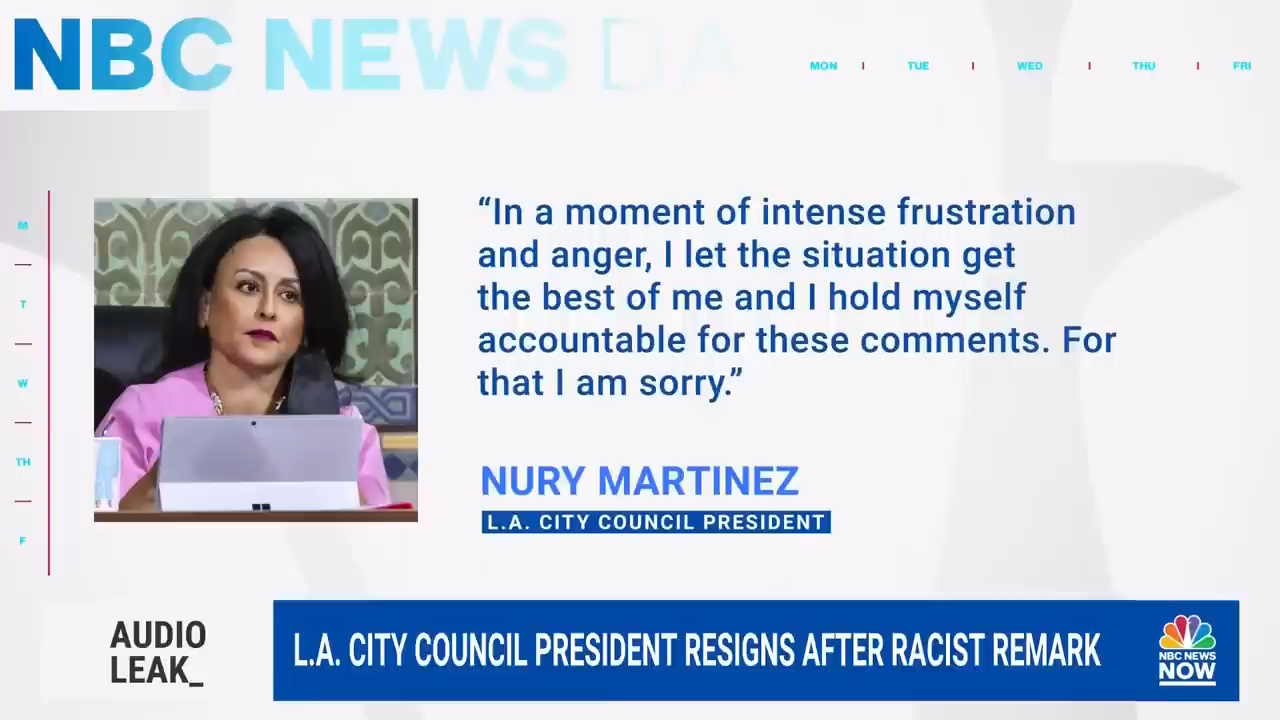 NBC NEWS DA
MON | TUE | WED | THU | FRI
M
T
W
TH
F
“In a moment of intense frustration
and anger, I let the situation get
the best of me and I hold myself
accountable for these comments. For
that I am sorry.”
NURY MARTINEZ
L.A. CITY COUNCIL PRESIDENT
AUDIO
LEAK_
L.A. CITY COUNCIL PRESIDENT RESIGNS AFTER RACIST REMARK
NBC NEWS
NOW